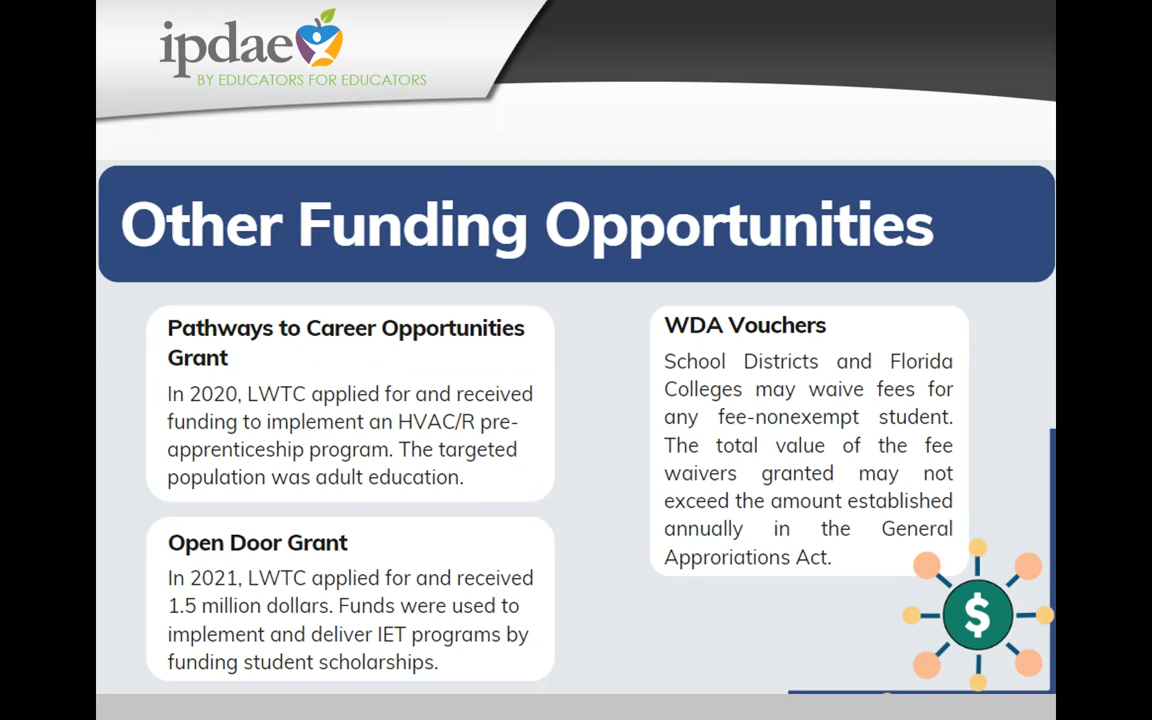 ipdae
BY EDUCATORS FOR EDUCATORS
Other Funding Opportunities
Pathways to Career Opportunities
Grant
In 2020, LWTC applied for and received
funding to implement an HVAC/R pre-
apprenticeship program. The targeted
population was adult education.
Open Door Grant
In 2021, LWTC applied for and received
1.5 million dollars. Funds were used to
implement and deliver IET programs by
funding student scholarships.
WDA Vouchers
School Districts and Florida
Colleges may waive fees for
any fee-nonexempt student.
The total value of the fee
waivers granted may not
exceed the amount established
annually in the General
Approriations Act.
$